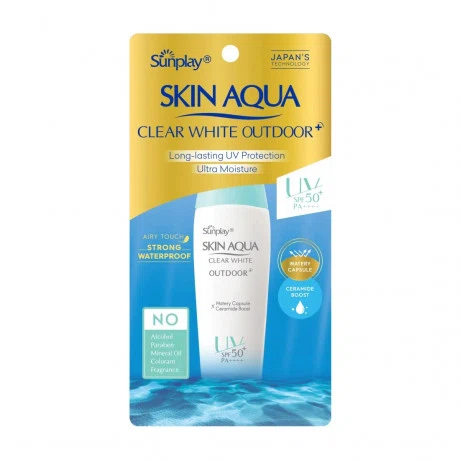 Sunplay®
JAPAN'S
TECHNOLOGY
SKIN AQUA
CLEAR WHITE OUTDOOR+
Long-lasting UV Protection
Ultra Moisture
UV
SPF 50+
PA++++
AIRY TOUCH
STRONG
WATERPROOF
WATERY
CAPSULE
CERAMIDE
BOOST
NO
Alcohol
Paraben
Mineral Oil
Colorant
Fragrance
Sunplay®
SKIN AQUA
CLEAR WHITE
OUTDOOR+
Watery Capsule
Ceramide Boost
UV
SPF 50+
PA++++